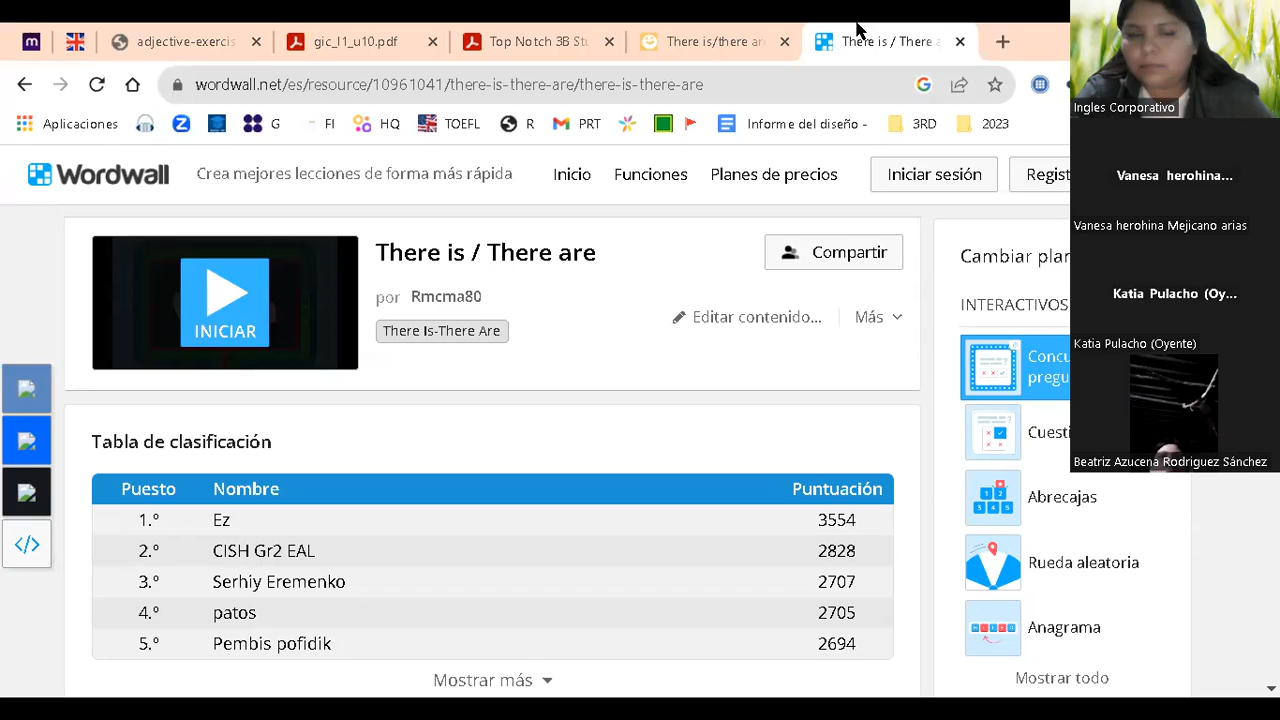 adjective-exercis
gic_l1_u10.pdf
Top Notch 3B Stu
There is/there are
There is / There a
wordwall.net/es/resource/10961041/there-is-there-are/there-is-there-are
Aplicaciones
G
FI
HQ
TOEFL
R
PRT
Informe del diseño -
3RD
2023
Wordwall
Crea mejores lecciones de forma más rápida
Inicio
Funciones
Planes de precios
Iniciar sesión
Regist
INICIAR
There is / There are
por Rmcma80
There Is-There Are
Compartir
Editar contenido...
Más
Tabla de clasificación
Puesto Nombre Puntuación
1.º Ez 3554
2.º CISH Gr2 EAL 2828
3.º Serhiy Eremenko 2707
4.º patos 2705
5.º Pembis pofidik 2694
Mostrar más
</>
Cambiar plan
INTERACTIVOS
Concu
pregu
Cuesti
Abrecajas
Rueda aleatoria
Anagrama
Mostrar todo
Ingles Corporativo
Vanesa herohina...
Vanesa herohina Mejicano arias
Katia Pulacho (Oy...
Katia Pulacho (Oyente)
Beatriz Azucena Rodriguez Sánchez